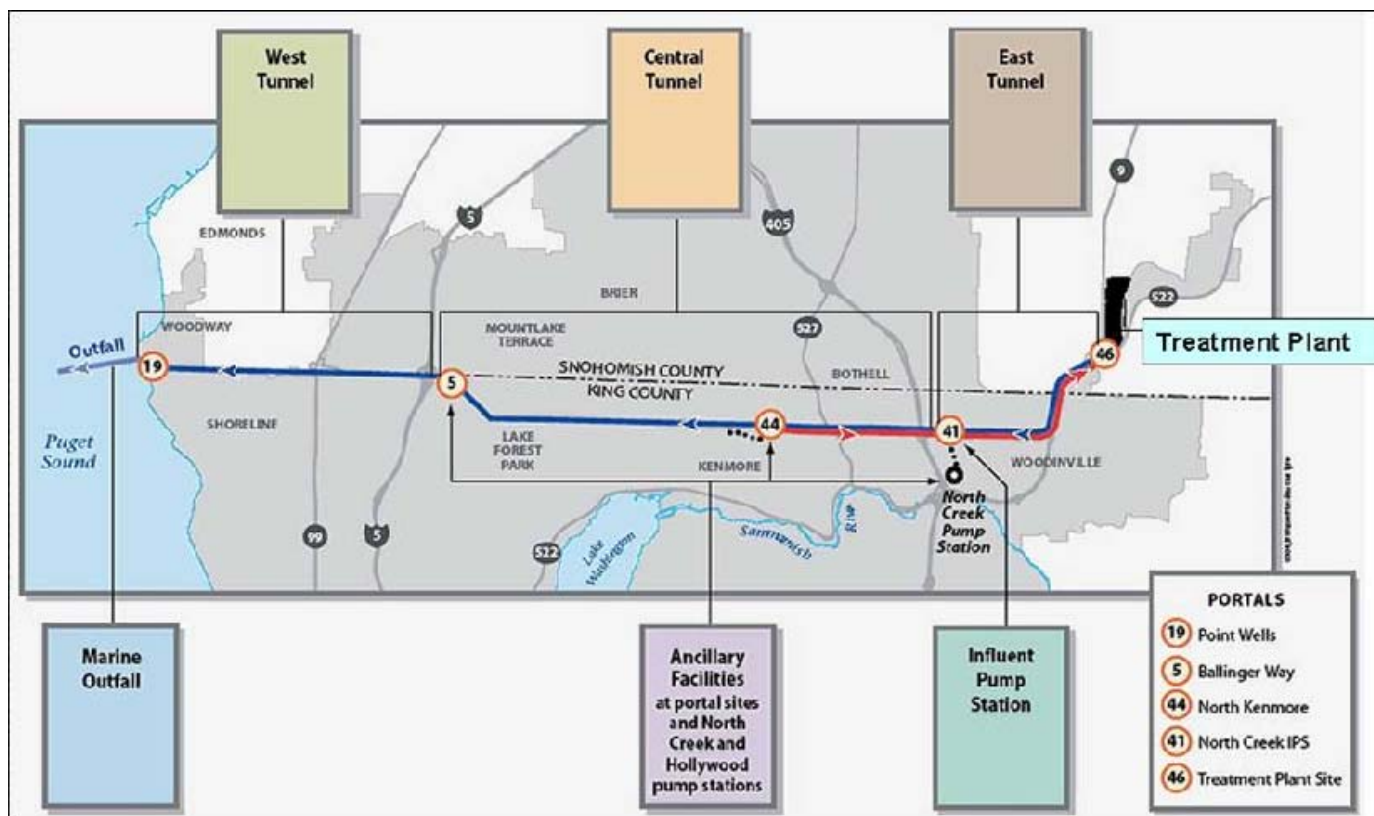 West
Tunnel
Central
Tunnel
East
Tunnel
9
5
405
EDMONDS
BRIER
522
WOODWAY
MOUNTLAKE
TERRACE
527
Outfall
19
5
SNOHOMISH COUNTY
KING COUNTY
BOTHELL
46
Treatment Plant
SHORELINE
44
41
Puget
Sound
LAKE
FOREST
PARK
KENMORE
WOODINVILLE
North
Creek
Pump
Station
99
5
522
Lake
Washington
Sammamish
River
PORTALS
19 Point Wells
5 Ballinger Way
44 North Kenmore
41 North Creek IPS
46 Treatment Plant Site
Marine
Outfall
Ancillary
Facilities
at portal sites
and North
Creek and
Hollywood
pump stations
Influent
Pump
Station